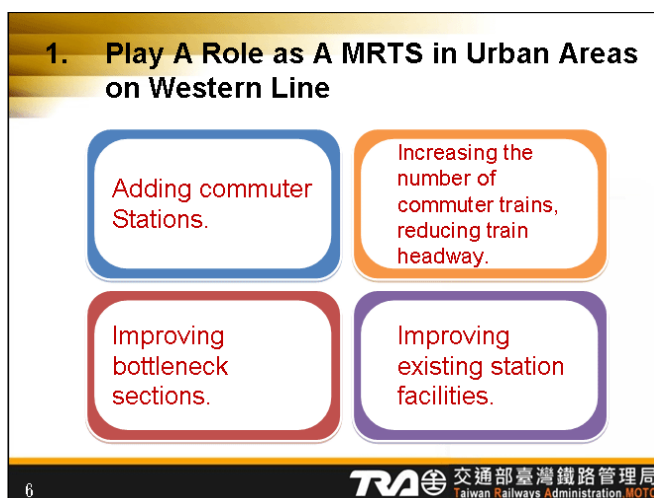 1. Play A Role as A MRTS in Urban Areas
on Western Line
Adding commuter
Stations.
Increasing the
number of
commuter trains,
reducing train
headway.
Improving
bottleneck
sections.
Improving
existing station
facilities.
6
TRA 交通部臺灣鐵路管理局
Taiwan Railways Administration.MOTC